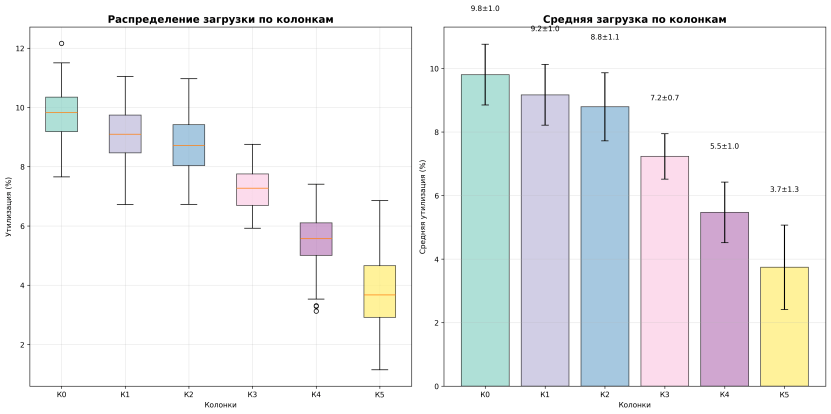 Распределение загрузки по колонкам
Утилизация (%)
12
10
8
6
4
2
К0
К1
К2
К3
К4
К5
Колонки
Средняя загрузка по колонкам
9.8±1.0
9.2±1.0
8.8±1.1
7.2±0.7
5.5±1.0
3.7±1.3
Средняя утилизация (%)
10
8
6
4
2
0
К0
К1
К2
К3
К4
К5
Колонки